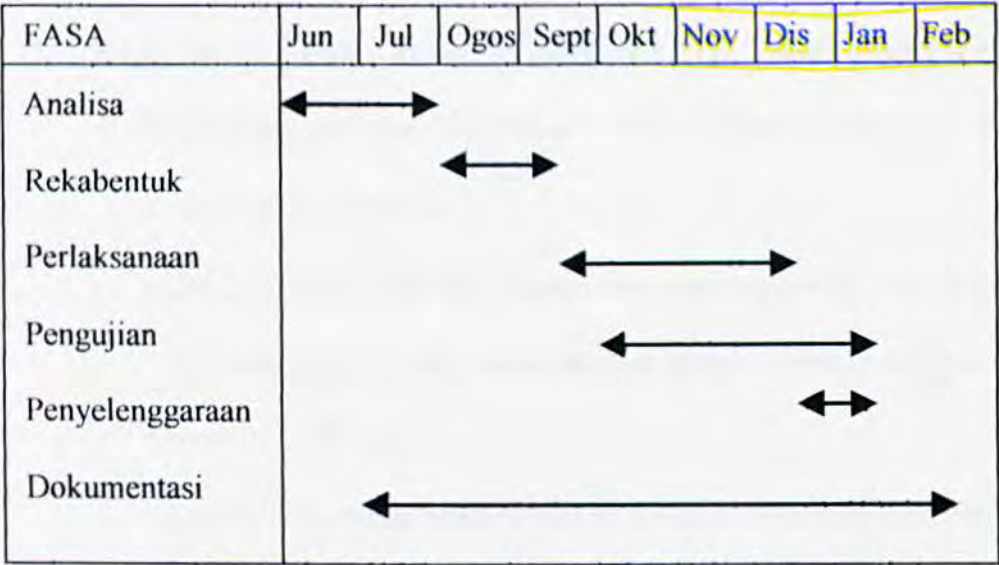 FASA Jun Jul Ogos Sept Okt Nov Dis Jan Feb
Analisa
Rekabentuk
Perlaksanaan
Pengujian
Penyelenggaraan
Dokumentasi